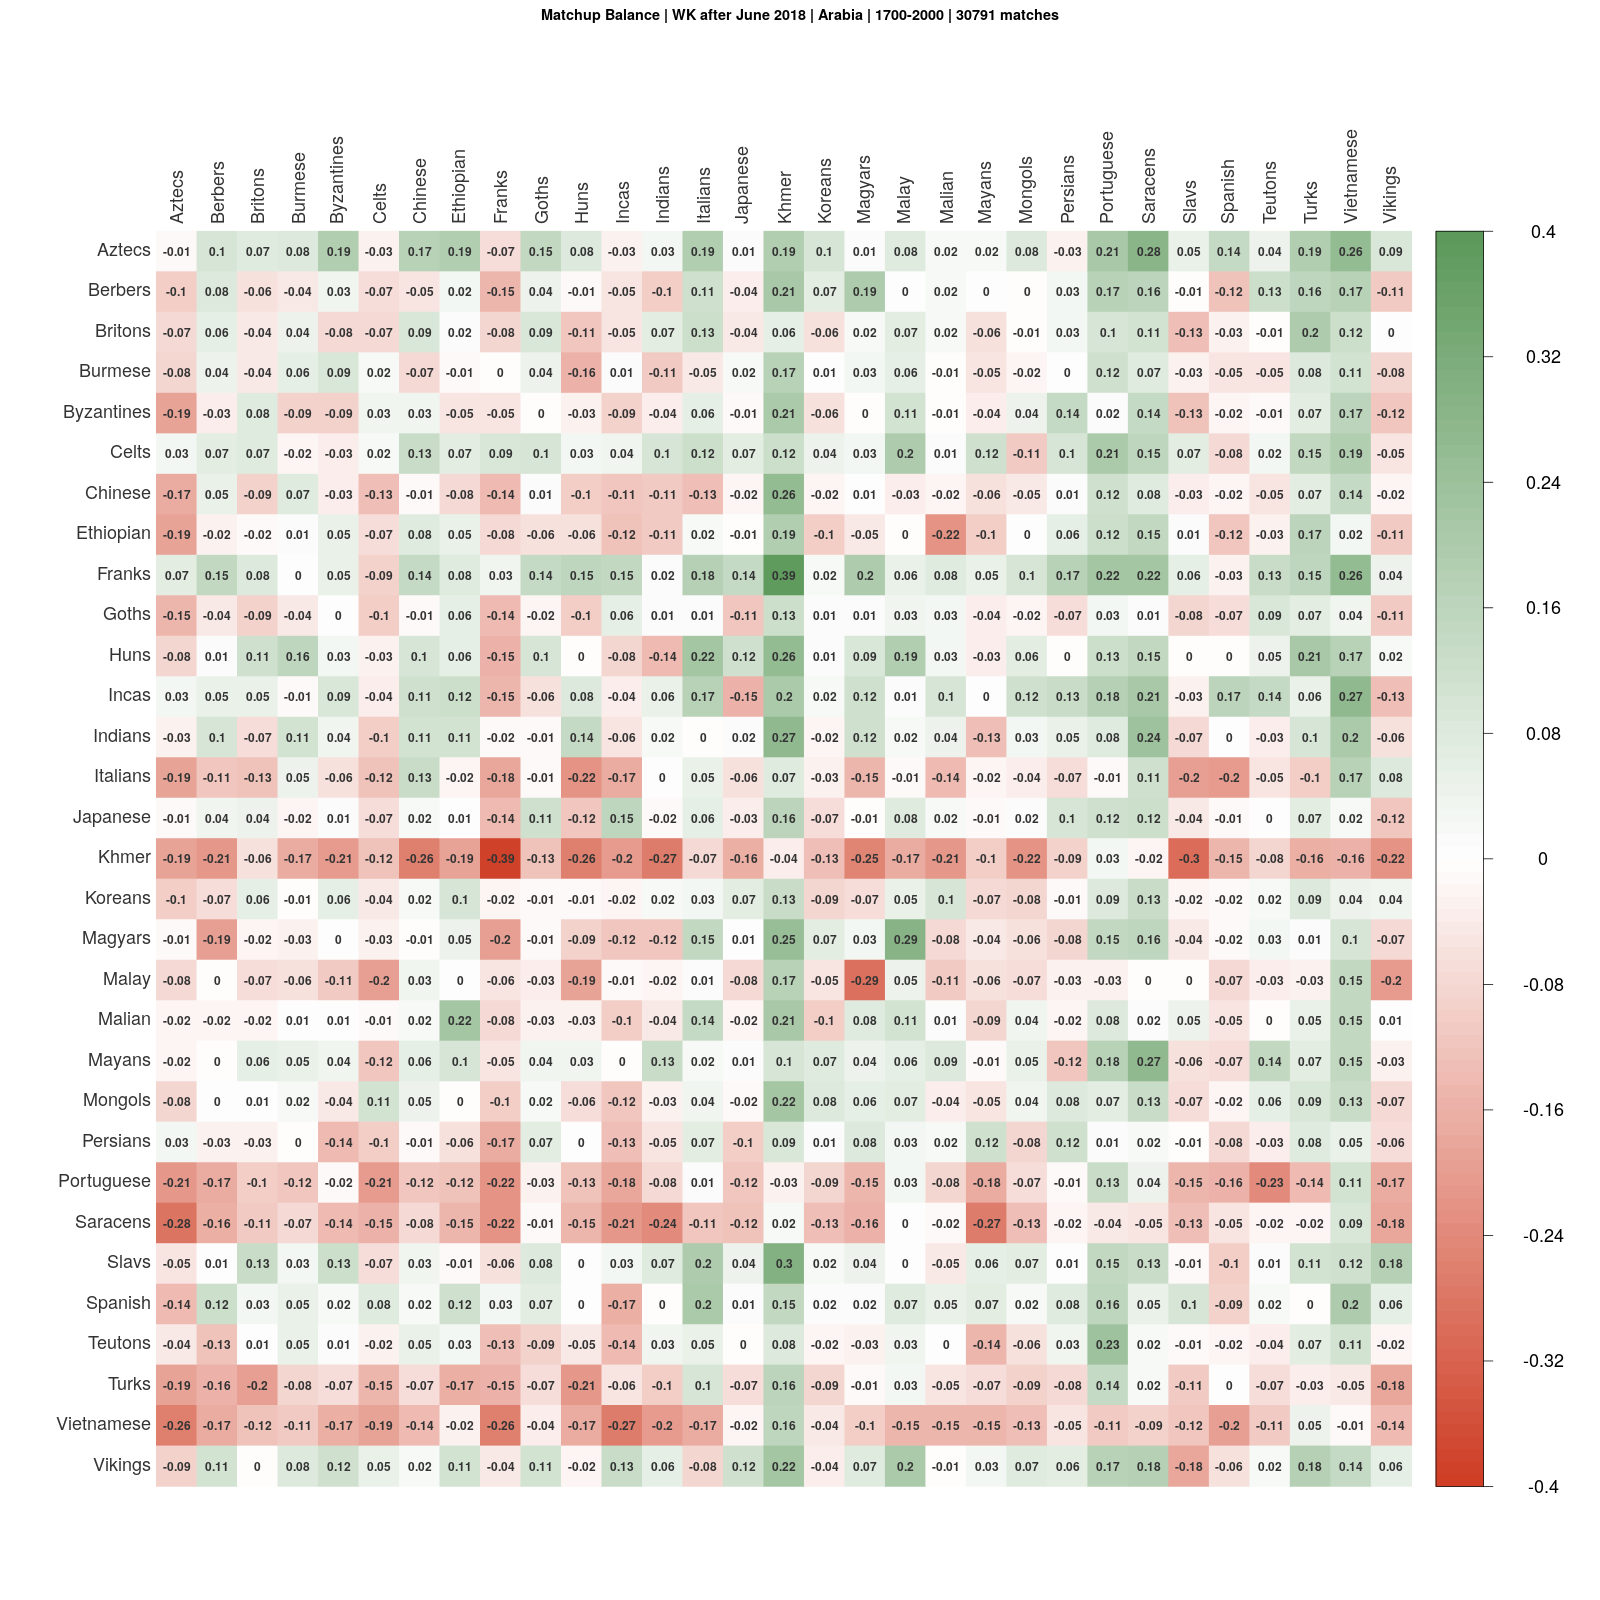 Matchup Balance | WK after June 2018 | Arabia | 1700-2000 | 30791 matches
Aztecs Berbers Britons Burmese Byzantines Celts Chinese Ethiopian Franks Goths Huns Incas Indians Italians Japanese Khmer Koreans Magyars Malay Malian Mayans Mongols Persians Portuguese Saracens Slavs Spanish Teutons Turks Vietnamese Vikings
Aztecs -0.01 0.1 0.07 0.08 0.19 -0.03 0.17 0.19 -0.07 0.15 0.08 -0.03 0.03 0.19 0.01 0.19 0.1 0.01 0.08 0.02 0.02 0.08 -0.03 0.21 0.28 0.05 0.14 0.04 0.19 0.26 0.09
Berbers -0.1 0.08 -0.06 -0.04 0.03 -0.07 -0.05 0.02 -0.15 0.04 -0.01 -0.05 -0.1 0.11 -0.04 0.21 0.07 0.19 0 0.02 0 0 0.03 0.17 0.16 -0.01 -0.12 0.13 0.16 0.17 -0.11
Britons -0.07 0.06 -0.04 0.04 -0.08 -0.07 0.09 0.02 -0.08 0.09 -0.11 -0.05 0.07 0.13 -0.04 0.06 -0.06 0.02 0.07 0.02 -0.06 -0.01 0.03 0.1 0.11 -0.13 -0.03 -0.01 0.2 0.12 0
Burmese -0.08 0.04 -0.04 0.06 0.09 0.02 -0.07 -0.01 0 0.04 -0.16 0.01 -0.11 -0.05 0.02 0.17 0.01 0.03 0.06 -0.01 -0.05 -0.02 0 0.12 0.07 -0.03 -0.05 -0.05 0.08 0.11 -0.08
Byzantines -0.19 -0.03 0.08 -0.09 -0.09 0.03 0.03 -0.05 -0.05 0 -0.03 -0.09 -0.04 0.06 -0.01 0.21 -0.06 0 0.11 -0.01 -0.04 0.04 0.14 0.02 0.14 -0.13 -0.02 -0.01 0.07 0.17 -0.12
Celts 0.03 0.07 0.07 -0.02 -0.03 0.02 0.13 0.07 0.09 0.1 0.03 0.04 0.1 0.12 0.07 0.12 0.04 0.03 0.2 0.01 0.12 -0.11 0.1 0.21 0.15 0.07 -0.08 0.02 0.15 0.19 -0.05
Chinese -0.17 0.05 -0.09 0.07 -0.03 -0.13 -0.01 -0.08 -0.14 0.01 -0.1 -0.11 -0.11 -0.13 -0.02 0.26 -0.02 0.01 -0.03 -0.02 -0.06 -0.05 0.01 0.12 0.08 -0.03 -0.02 -0.05 0.07 0.14 -0.02
Ethiopian -0.19 -0.02 -0.02 0.01 0.05 -0.07 0.08 0.05 -0.08 -0.06 -0.06 -0.12 -0.11 0.02 -0.01 0.19 -0.1 -0.05 0 -0.22 -0.1 0 0.06 0.12 0.15 0.01 -0.12 -0.03 0.17 0.02 -0.11
Franks 0.07 0.15 0.08 0 0.05 -0.09 0.14 0.08 0.03 0.14 0.15 0.15 0.02 0.18 0.14 0.39 0.02 0.2 0.06 0.08 0.05 0.1 0.17 0.22 0.22 0.06 -0.03 0.13 0.15 0.26 0.04
Goths -0.15 -0.04 -0.09 -0.04 0 -0.1 -0.01 0.06 -0.14 -0.02 -0.1 0.06 0.01 0.01 -0.11 0.13 0.01 0.01 0.03 0.03 -0.04 -0.02 -0.07 0.03 0.01 -0.08 -0.07 0.09 0.07 0.04 -0.11
Huns -0.08 0.01 0.11 0.16 0.03 -0.03 0.1 0.06 -0.15 0.1 0 -0.08 -0.14 0.22 0.12 0.26 0.01 0.09 0.19 0.03 -0.03 0.06 0 0.13 0.15 0 0 0.05 0.21 0.17 0.02
Incas 0.03 0.05 0.05 -0.01 0.09 -0.04 0.11 0.12 -0.15 -0.06 0.08 -0.04 0.06 0.17 -0.15 0.2 0.02 0.12 0.01 0.1 0 0.12 0.13 0.18 0.21 -0.03 0.17 0.14 0.06 0.27 -0.13
Indians -0.03 0.1 -0.07 0.11 0.04 -0.1 0.11 0.11 -0.02 -0.01 0.14 -0.06 0.02 0 0.02 0.27 -0.02 0.12 0.02 0.04 -0.13 0.03 0.05 0.08 0.24 -0.07 0 -0.03 0.1 0.2 -0.06
Italians -0.19 -0.11 -0.13 0.05 -0.06 -0.12 0.13 -0.02 -0.18 -0.01 -0.22 -0.17 0 0.05 -0.06 0.07 -0.03 -0.15 -0.01 -0.14 -0.02 -0.04 -0.07 -0.01 0.11 -0.2 -0.2 -0.05 -0.1 0.17 0.08
Japanese -0.01 0.04 0.04 -0.02 0.01 -0.07 0.02 0.01 -0.14 0.11 -0.12 0.15 -0.02 0.06 -0.03 0.16 -0.07 -0.01 0.08 0.02 -0.01 0.02 0.1 0.12 0.12 -0.04 -0.01 0 0.07 0.02 -0.12
Khmer -0.19 -0.21 -0.06 -0.17 -0.21 -0.12 -0.26 -0.19 -0.39 -0.13 -0.26 -0.2 -0.27 -0.07 -0.16 -0.04 -0.13 -0.25 -0.17 -0.21 -0.1 -0.22 -0.09 0.03 -0.02 -0.3 -0.15 -0.08 -0.16 -0.16 -0.22
Koreans -0.1 -0.07 0.06 -0.01 0.06 -0.04 0.02 0.1 -0.02 -0.01 -0.01 -0.02 0.02 0.03 0.07 0.13 -0.09 -0.07 0.05 0.1 -0.07 -0.08 -0.01 0.09 0.13 -0.02 -0.02 0.02 0.09 0.04 0.04
Magyars -0.01 -0.19 -0.02 -0.03 0 -0.03 -0.01 0.05 -0.2 -0.01 -0.09 -0.12 -0.12 0.15 0.01 0.25 0.07 0.03 0.29 -0.08 -0.04 -0.06 -0.08 0.15 0.16 -0.04 -0.02 0.03 0.01 0.1 -0.07
Malay -0.08 0 -0.07 -0.06 -0.11 -0.2 0.03 0 -0.06 -0.03 -0.19 -0.01 -0.02 0.01 -0.08 0.17 -0.05 -0.29 0.05 -0.11 -0.06 -0.07 -0.03 -0.03 0 0 -0.07 -0.03 -0.03 0.15 -0.2
Malian -0.02 -0.02 -0.02 0.01 0.01 -0.01 0.02 0.22 -0.08 -0.03 -0.03 -0.1 -0.04 0.14 -0.02 0.21 -0.1 0.08 0.11 0.01 -0.09 0.04 -0.02 0.08 0.02 0.05 -0.05 0 0.05 0.15 0.01
Mayans -0.02 0 0.06 0.05 0.04 -0.12 0.06 0.1 -0.05 0.04 0.03 0 0.13 0.02 0.01 0.1 0.07 0.04 0.06 0.09 -0.01 0.05 -0.12 0.18 0.27 -0.06 -0.07 0.14 0.07 0.15 -0.03
Mongols -0.08 0 0.01 0.02 -0.04 0.11 0.05 0 -0.1 0.02 -0.06 -0.12 -0.03 0.04 -0.02 0.22 0.08 0.06 0.07 -0.04 -0.05 0.04 0.08 0.07 0.13 -0.07 -0.02 0.06 0.09 0.13 -0.07
Persians 0.03 -0.03 -0.03 0 -0.14 -0.1 -0.01 -0.06 -0.17 0.07 0 -0.13 -0.05 0.07 -0.1 0.09 0.01 0.08 0.03 0.02 0.12 -0.08 0.12 0.01 0.02 -0.01 -0.08 -0.03 0.08 0.05 -0.06
Portuguese -0.21 -0.17 -0.1 -0.12 -0.02 -0.21 -0.12 -0.12 -0.22 -0.03 -0.13 -0.18 -0.08 0.01 -0.12 -0.03 -0.09 -0.15 0.03 -0.08 -0.18 -0.07 -0.01 0.13 0.04 -0.15 -0.16 -0.23 -0.14 0.11 -0.17
Saracens -0.28 -0.16 -0.11 -0.07 -0.14 -0.15 -0.08 -0.15 -0.22 -0.01 -0.15 -0.21 -0.24 -0.11 -0.12 0.02 -0.13 -0.16 0 -0.02 -0.27 -0.13 -0.02 -0.04 -0.05 -0.13 -0.05 -0.02 -0.02 0.09 -0.18
Slavs -0.05 0.01 0.13 0.03 0.13 -0.07 0.03 -0.01 -0.06 0.08 0 0.03 0.07 0.2 0.04 0.3 0.02 0.04 0 -0.05 0.06 0.07 0.01 0.15 0.13 -0.01 -0.1 0.01 0.11 0.12 0.18
Spanish -0.14 0.12 0.03 0.05 0.02 0.08 0.02 0.12 0.03 0.07 0 -0.17 0 0.2 0.01 0.15 0.02 0.02 0.07 0.05 0.07 0.02 0.08 0.16 0.05 0.1 -0.09 0.02 0 0.2 0.06
Teutons -0.04 -0.13 0.01 0.05 0.01 -0.02 0.05 0.03 -0.13 -0.09 -0.05 -0.14 0.03 0.05 0 0.08 -0.02 -0.03 0.03 0 -0.14 -0.06 0.03 0.23 0.02 -0.01 -0.02 -0.04 0.07 0.11 -0.02
Turks -0.19 -0.16 -0.2 -0.08 -0.07 -0.15 -0.07 -0.17 -0.15 -0.07 -0.21 -0.06 -0.1 0.1 -0.07 0.16 -0.09 -0.01 0.03 -0.05 -0.07 -0.09 -0.08 0.14 0.02 -0.11 0 -0.07 -0.03 -0.05 -0.18
Vietnamese -0.26 -0.17 -0.12 -0.11 -0.17 -0.19 -0.14 -0.02 -0.26 -0.04 -0.17 -0.27 -0.2 -0.17 -0.02 0.16 -0.04 -0.1 -0.15 -0.15 -0.15 -0.13 -0.05 -0.11 -0.09 -0.12 -0.2 -0.11 0.05 -0.01 -0.14
Vikings -0.09 0.11 0 0.08 0.12 0.05 0.02 0.11 -0.04 0.11 -0.02 0.13 0.06 -0.08 0.12 0.22 -0.04 0.07 0.2 -0.01 0.03 0.07 0.06 0.17 0.18 -0.18 -0.06 0.02 0.18 0.14 0.06
0.4
0.32
0.24
0.16
0.08
0
-0.08
-0.16
-0.24
-0.32
-0.4